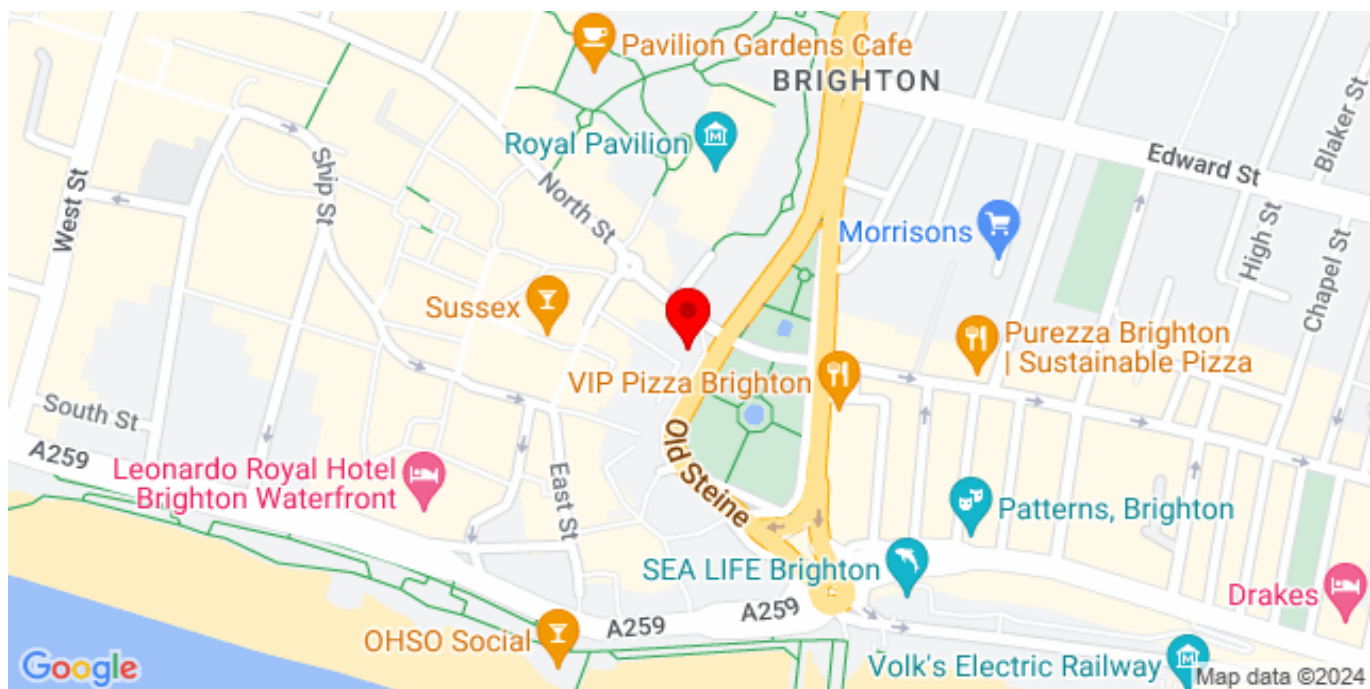 Pavilion Gardens Cafe
BRIGHTON
Royal Pavilion
Blaker St
Edward St
Ship St
North St
West St
Morrisons
High St
Chapel St
Sussex
Purezza Brighton
| Sustainable Pizza
VIP Pizza Brighton
South St
A259
Old Steine
Leonardo Royal Hotel
Brighton Waterfront
East St
Patterns, Brighton
SEA LIFE Brighton
Drakes
A259
A259
OHSO Social
Volk's Electric Railway
Google
Map data ©2024